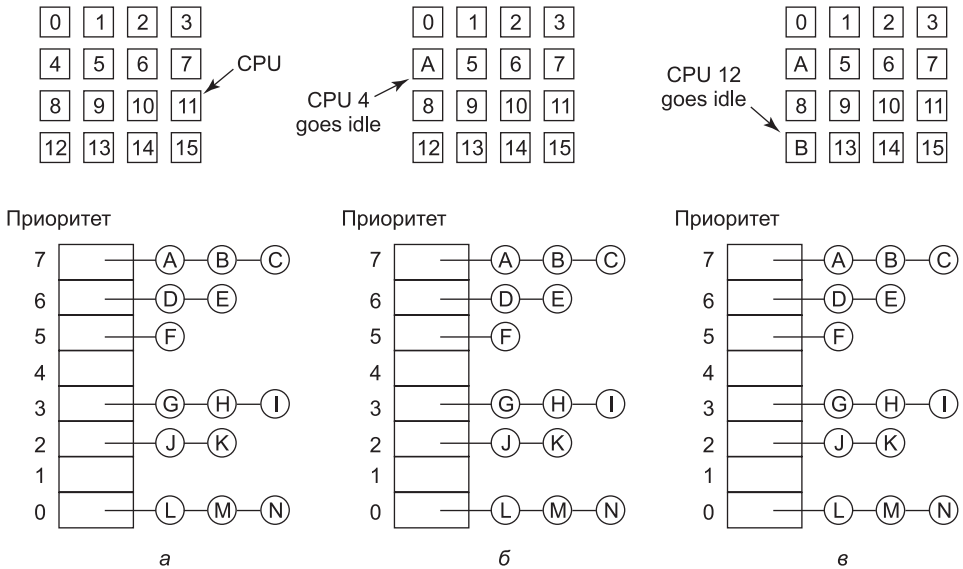 0 1 2 3
4 5 6 7
8 9 10 11
12 13 14 15
CPU
0 1 2 3
A 5 6 7
8 9 10 11
12 13 14 15
CPU 4
goes idle
0 1 2 3
A 5 6 7
8 9 10 11
B 13 14 15
CPU 12
goes idle
Приоритет
7 A B C
6 D E
5 F
4
3 G H I
2 J K
1
0 L M N
а
Приоритет
7 A B C
6 D E
5 F
4
3 G H I
2 J K
1
0 L M N
б
Приоритет
7 A B C
6 D E
5 F
4
3 G H I
2 J K
1
0 L M N
в